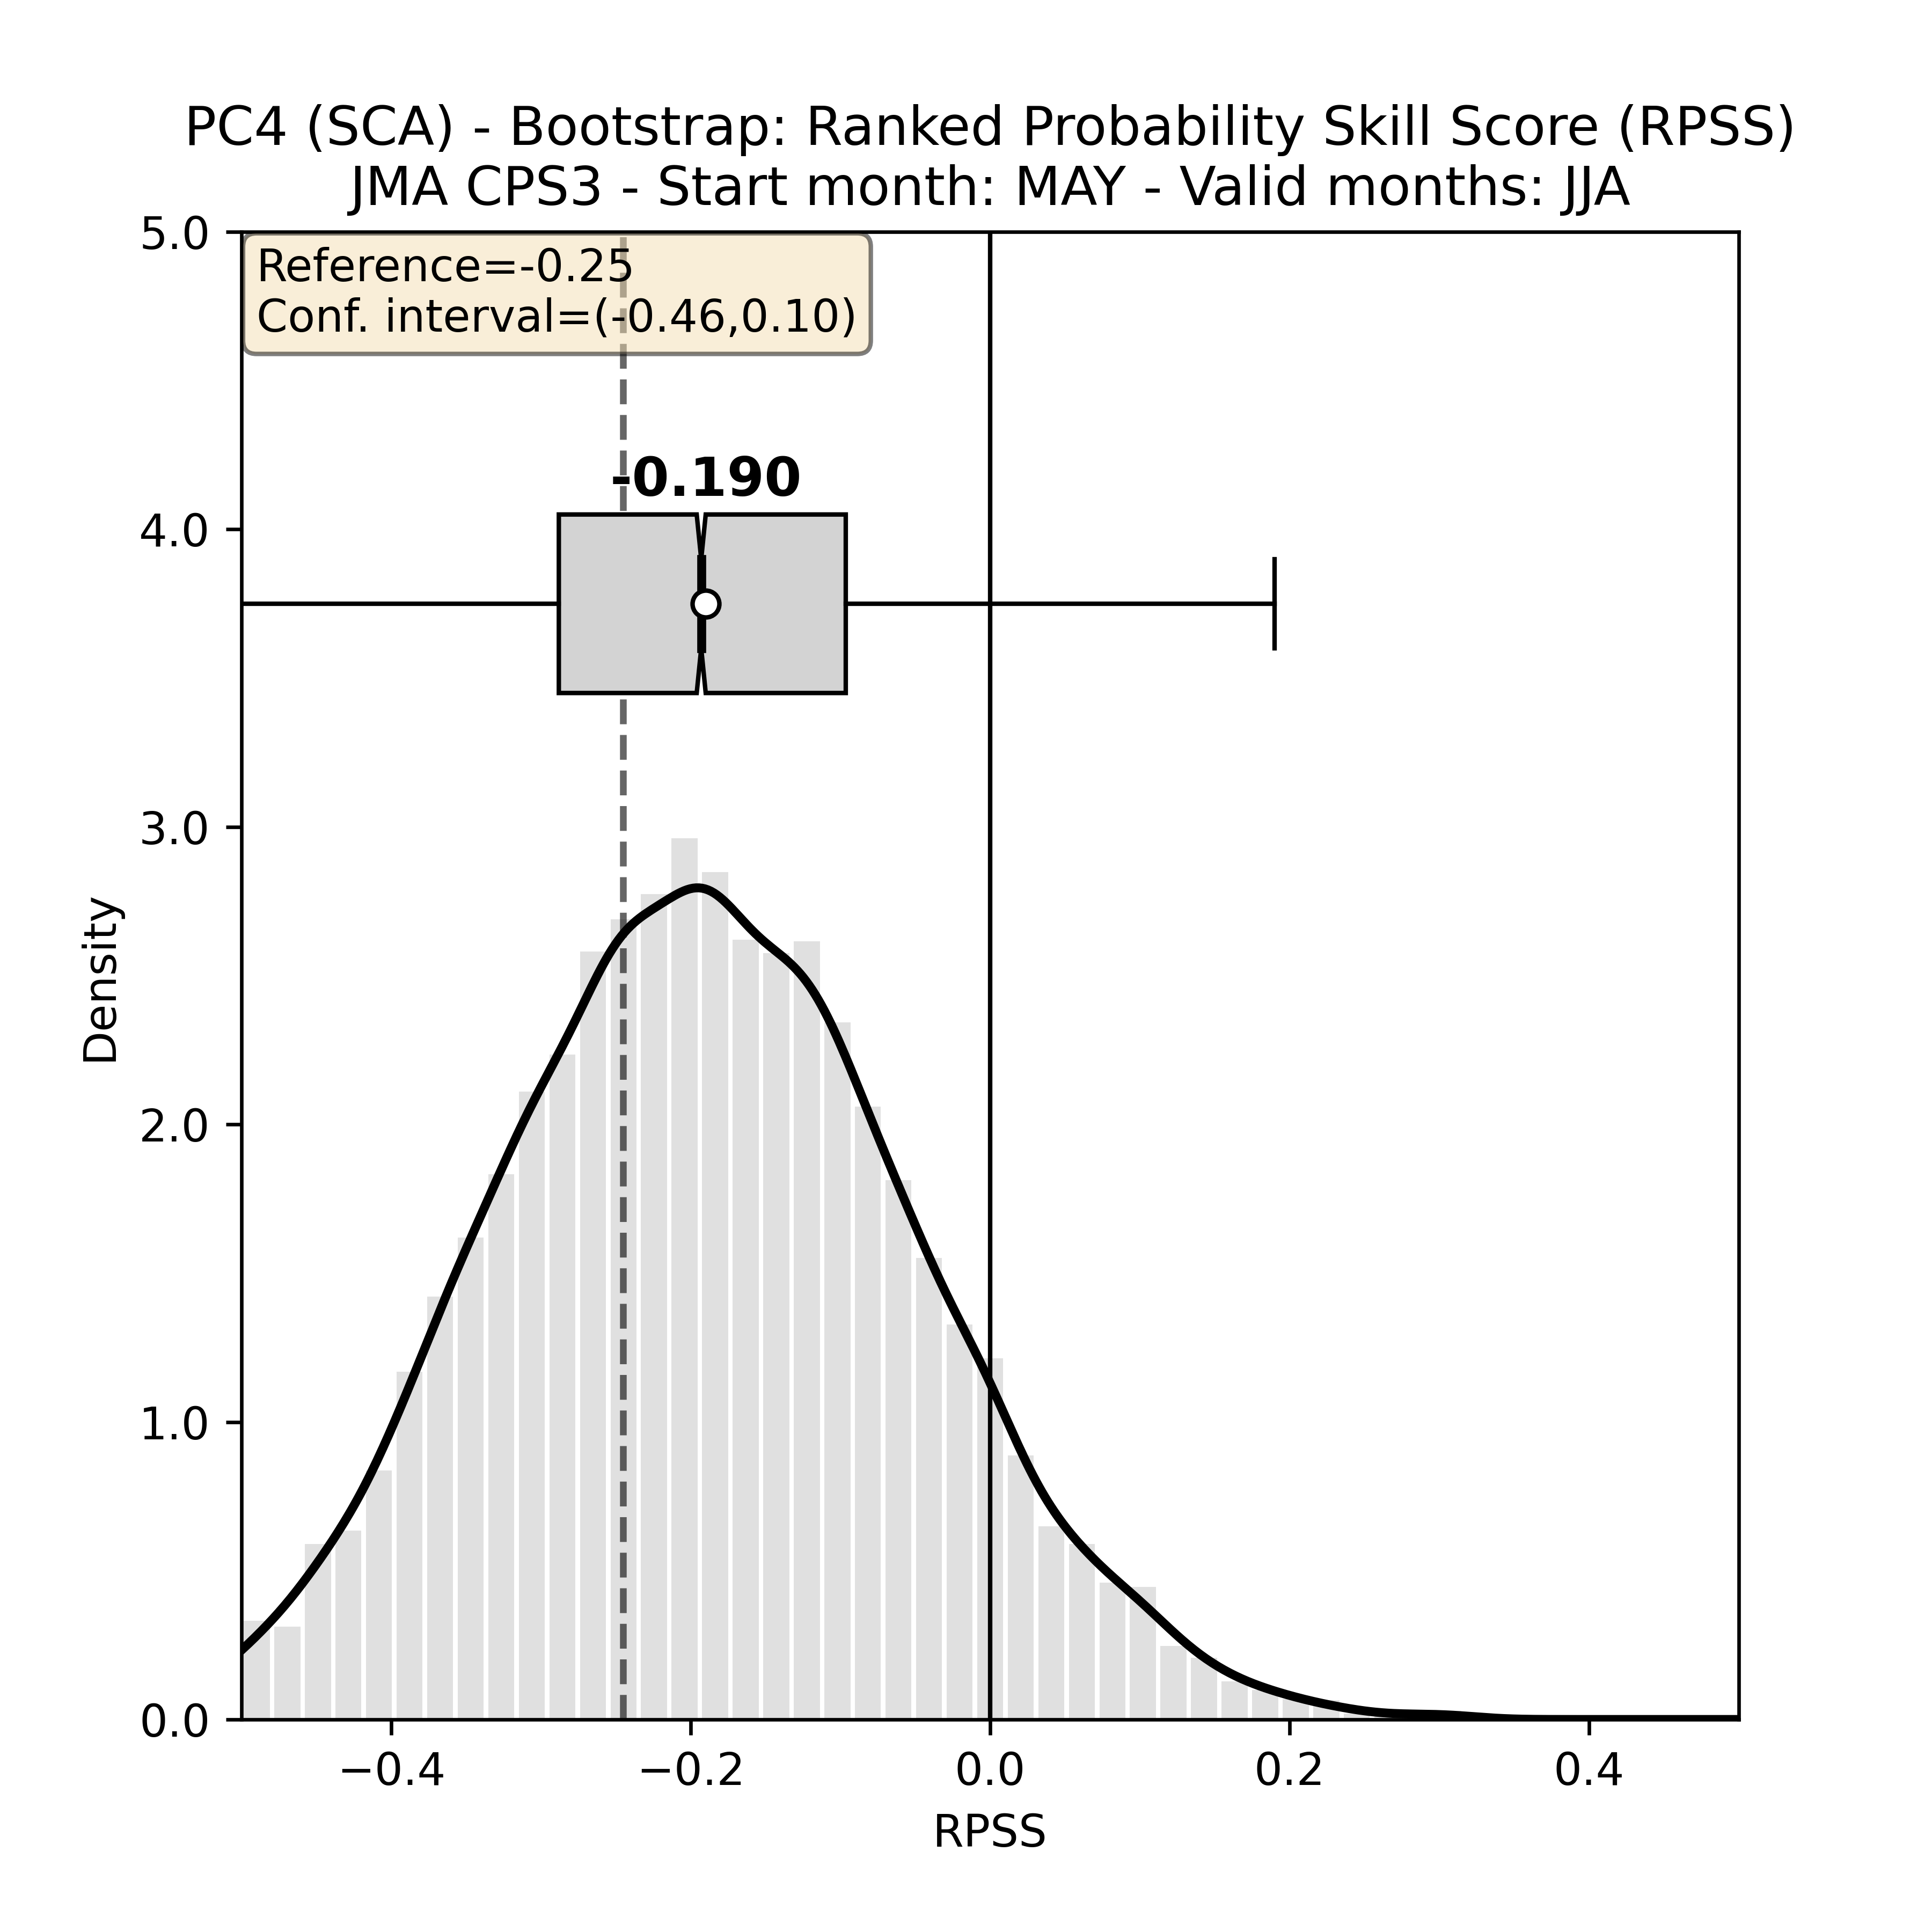 PC4 (SCA) - Bootstrap: Ranked Probability Skill Score (RPSS)
JMA CPS3 - Start month: MAY - Valid months: JJA
Reference=-0.25
Conf. interval=(-0.46,0.10)
-0.190
5.0
4.0
3.0
2.0
1.0
0.0
Density
−0.4
−0.2
0.0
0.2
0.4
RPSS